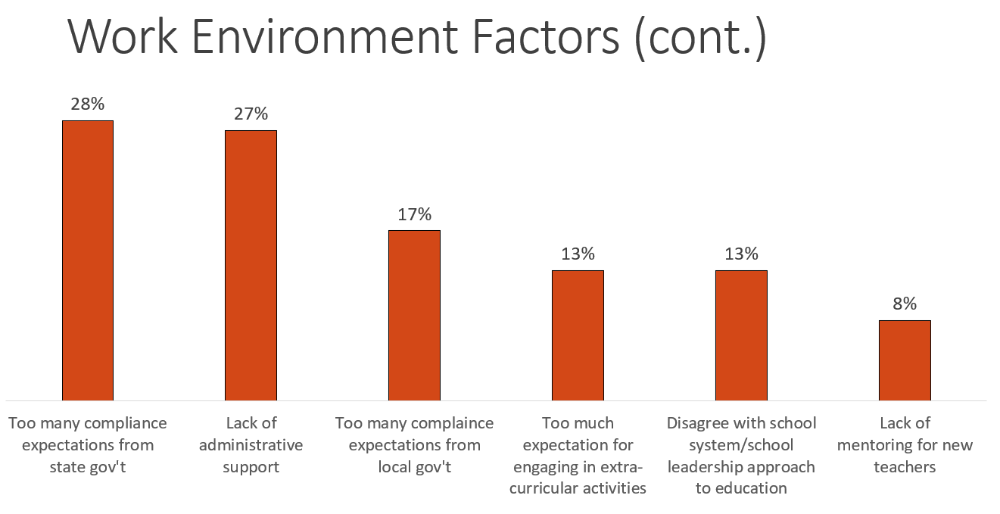 Work Environment Factors (cont.)
28%
27%
17%
13%
13%
8%
Too many compliance
expectations from
state gov't
Lack of
administrative
support
Too many complaince
expectations from
local gov't
Too much
expectation for
engaging in extra-
curricular activities
Disagree with school
system/school
leadership approach
to education
Lack of
mentoring for new
teachers